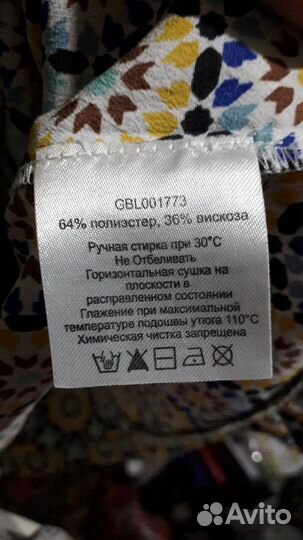 GBL001773
64% полиэстер, 36% вискоза
Ручная стирка при 30°C
Не Отбеливать
Горизонтальная сушка на
плоскости в
расправленном состоянии
Глажение при максимальной
температуре подошвы утюга 110°C
Химическая чистка запрещена
Avito